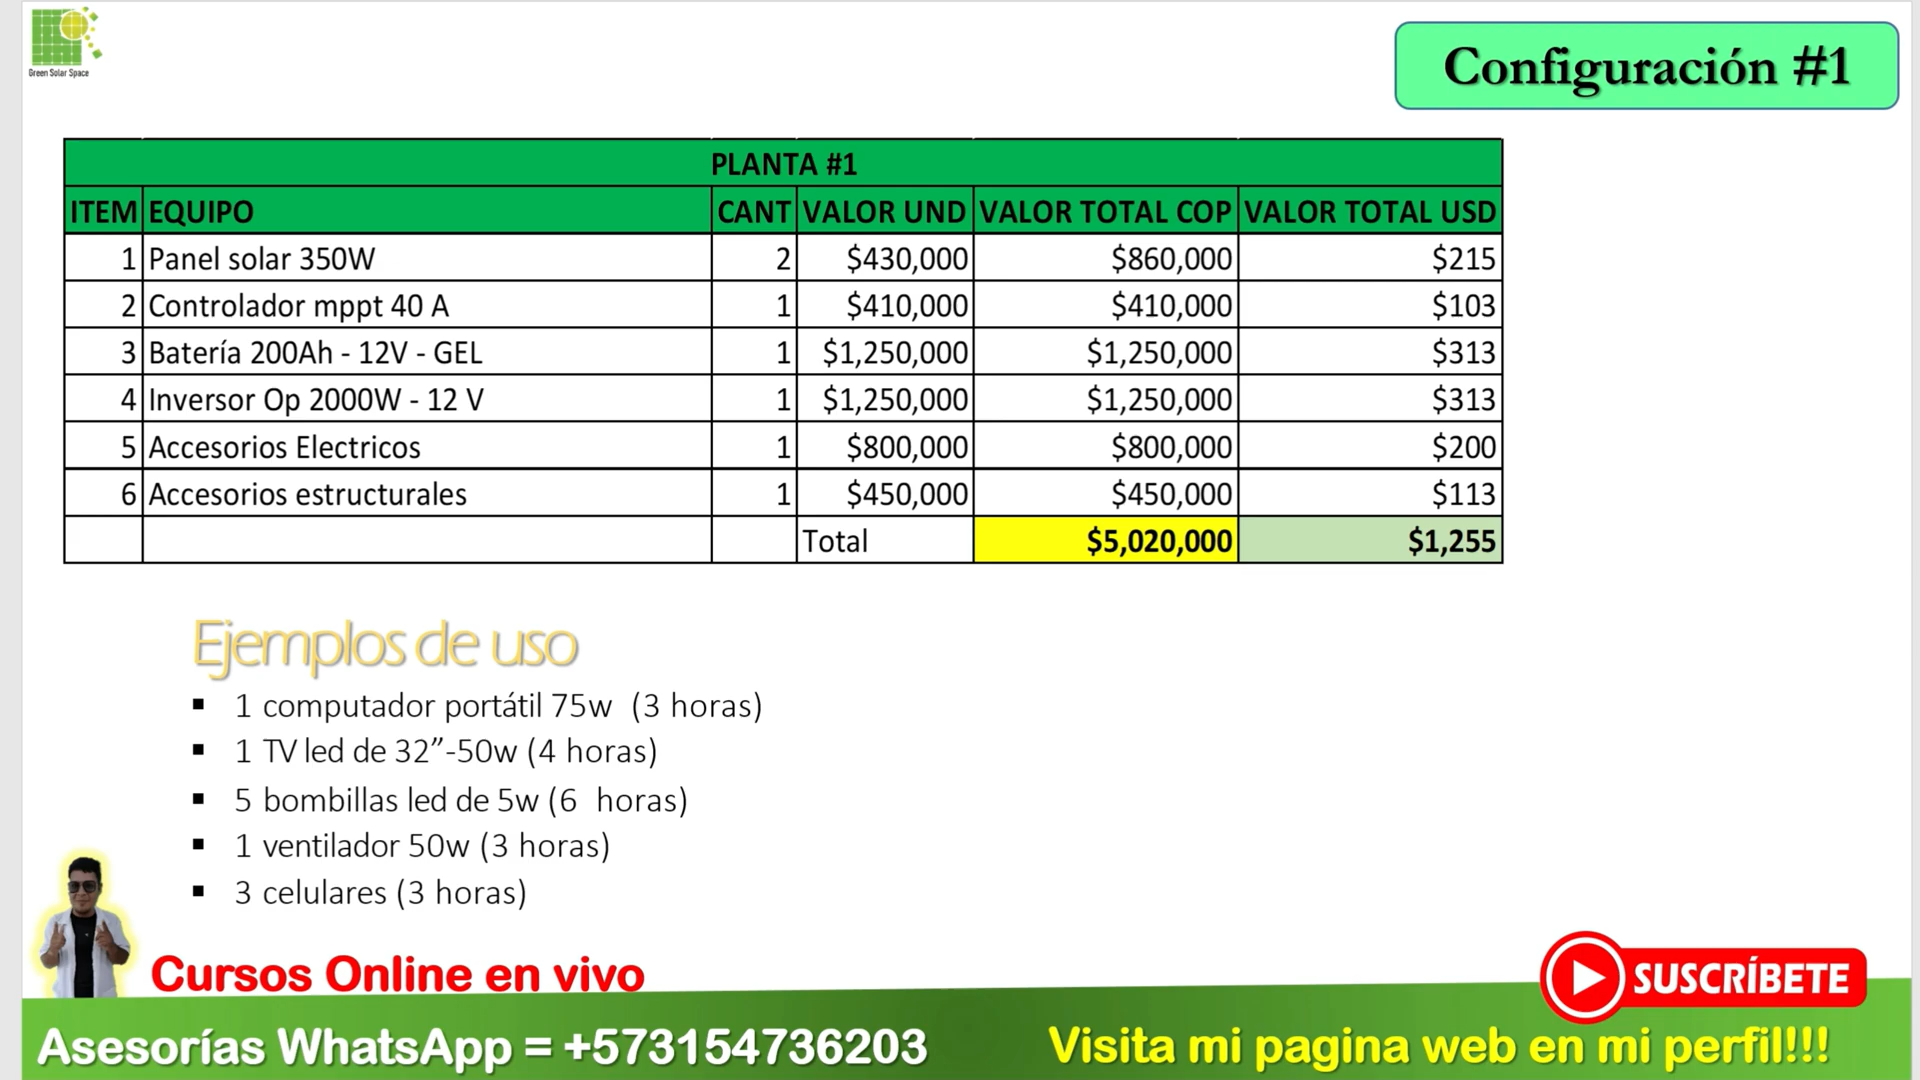 Green Solar Space
Configuración #1
PLANTA #1
ITEM EQUIPO CANT VALOR UND VALOR TOTAL COP VALOR TOTAL USD
1 Panel solar 350W 2 $430,000 $860,000 $215
2 Controlador mppt 40 A 1 $410,000 $410,000 $103
3 Batería 200Ah - 12V - GEL 1 $1,250,000 $1,250,000 $313
4 Inversor Op 2000W - 12 V 1 $1,250,000 $1,250,000 $313
5 Accesorios Electricos 1 $800,000 $800,000 $200
6 Accesorios estructurales 1 $450,000 $450,000 $113
Total $5,020,000 $1,255
Ejemplos de uso
▪ 1 computador portátil 75w (3 horas)
▪ 1 TV led de 32”-50w (4 horas)
▪ 5 bombillas led de 5w (6 horas)
▪ 1 ventilador 50w (3 horas)
▪ 3 celulares (3 horas)
Cursos Online en vivo
SUSCRÍBETE
Asesorías WhatsApp = +573154736203
Visita mi pagina web en mi perfil!!!